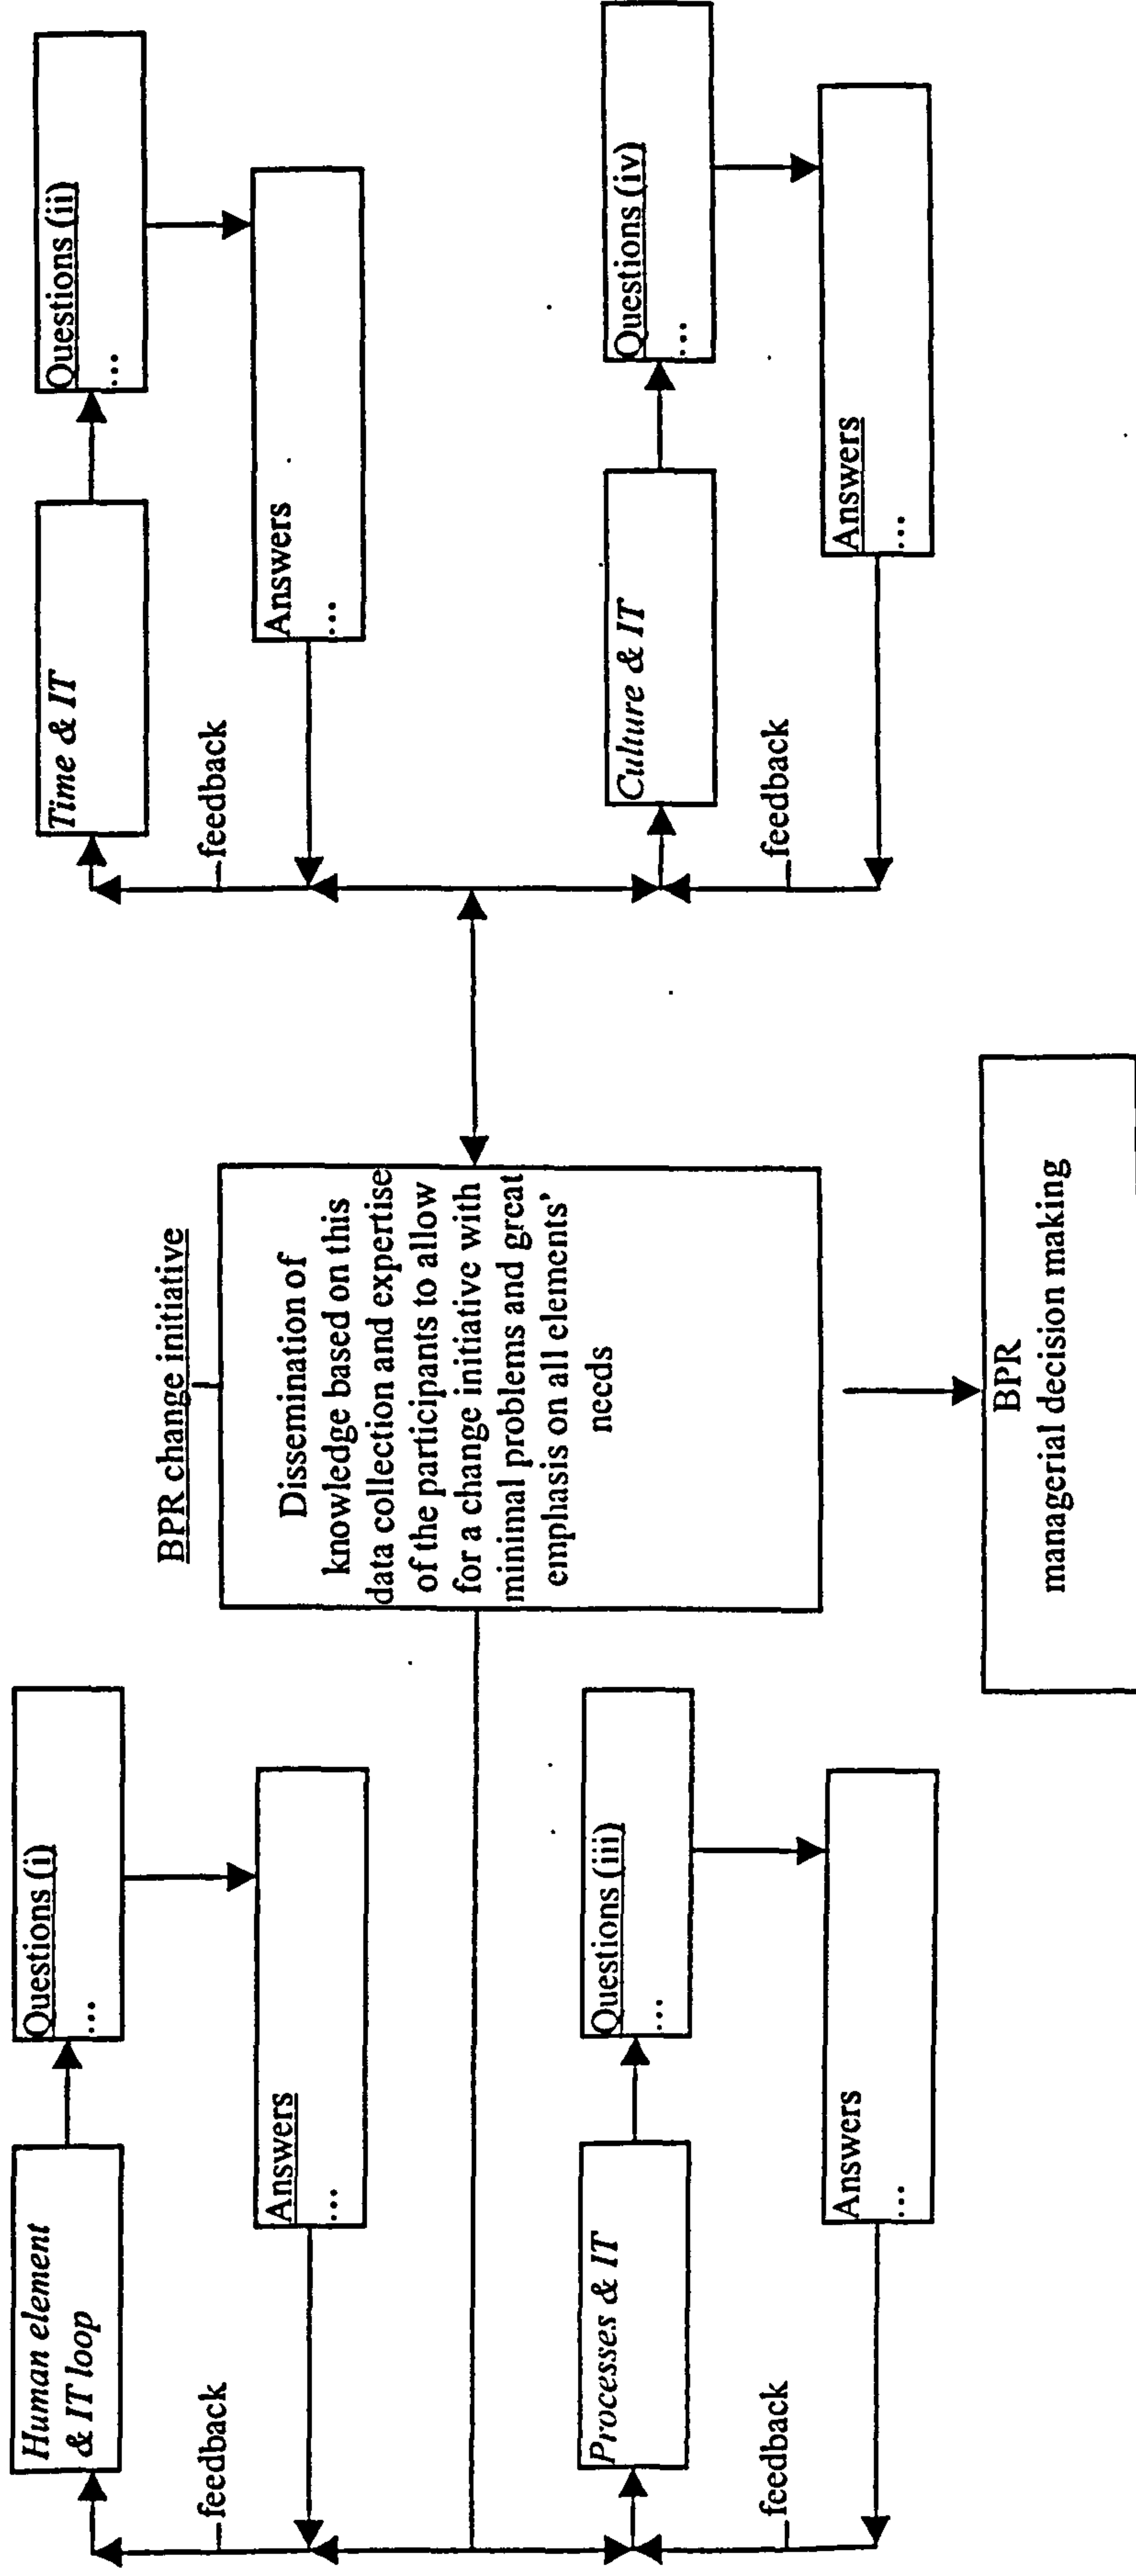 Human element
& IT loop
Questions (i)
...
Answers
...
feedback
Processes & IT
Questions (iii)
...
Answers
...
feedback
BPR change initiative
Dissemination of
knowledge based on this
data collection and expertise
of the participants to allow
for a change initiative with
minimal problems and great
emphasis on all elements’
needs
BPR
managerial decision making
Time & IT
Questions (ii)
...
Answers
...
feedback
Culture & IT
Questions (iv)
...
Answers
...
feedback